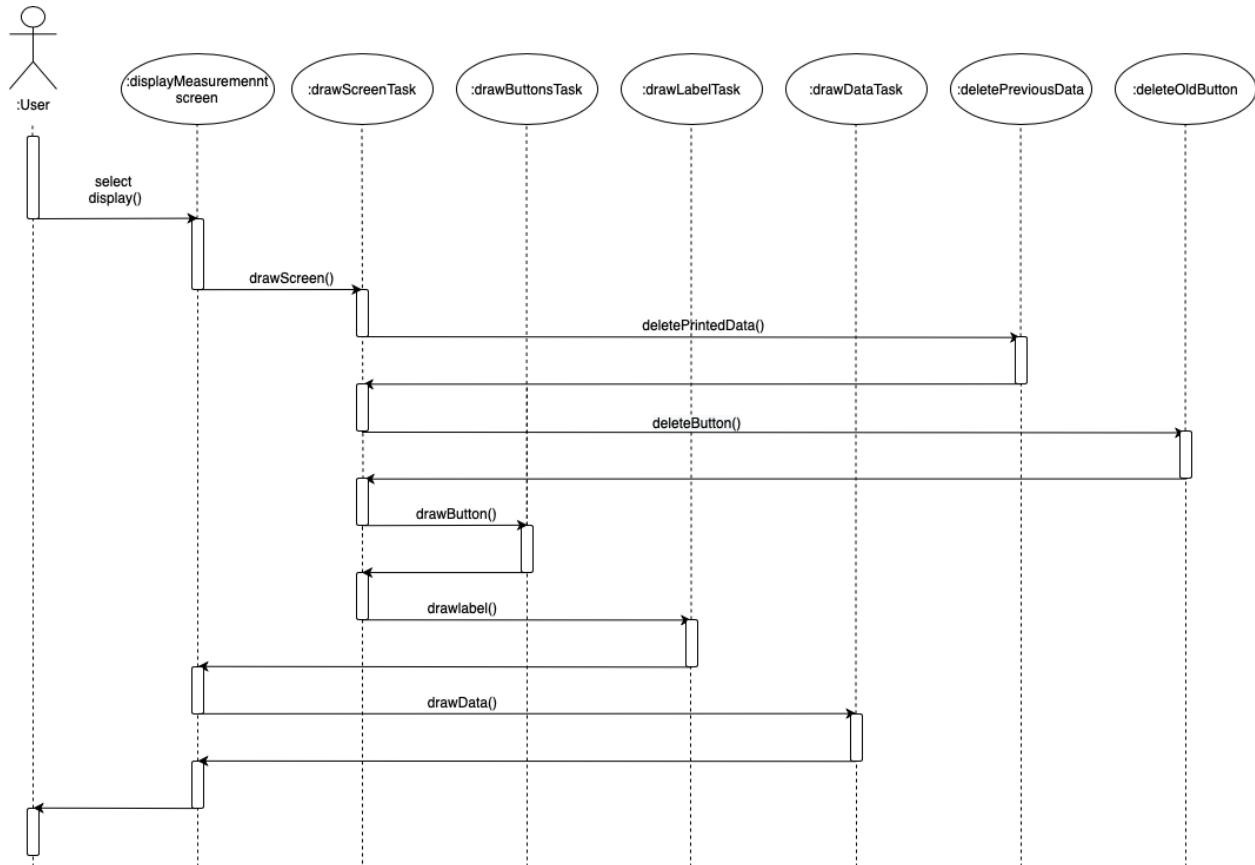 :User
:displayMeasuremennt
screen
:drawScreenTask
:drawButtonsTask
:drawLabelTask
:drawDataTask
:deletePreviousData
:deleteOldButton
select
display()
drawScreen()
deletePrintedData()
deleteButton()
drawButton()
drawlabel()
drawData()